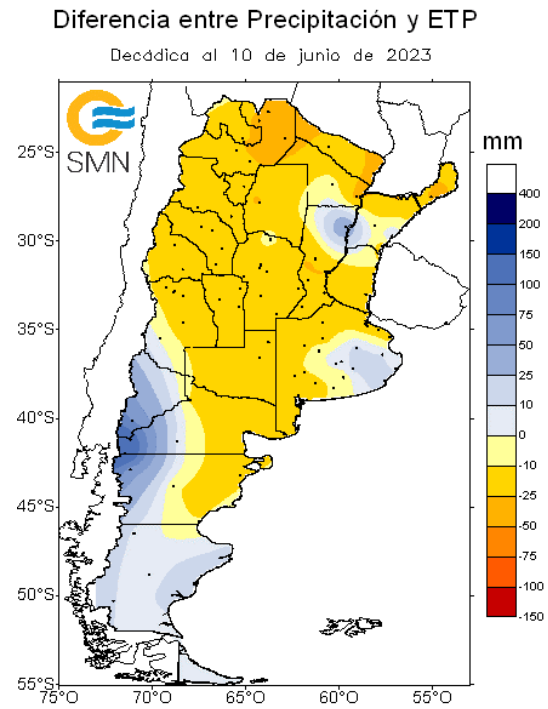 Diferencia entre Precipitación y ETP
Decádica al 10 de junio de 2023
SMN
mm
25°S
30°S
35°S
40°S
45°S
50°S
55°S
75°O
70°O
65°O
60°O
55°O
400
200
150
100
75
50
25
10
0
-10
-25
-50
-75
-100
-150